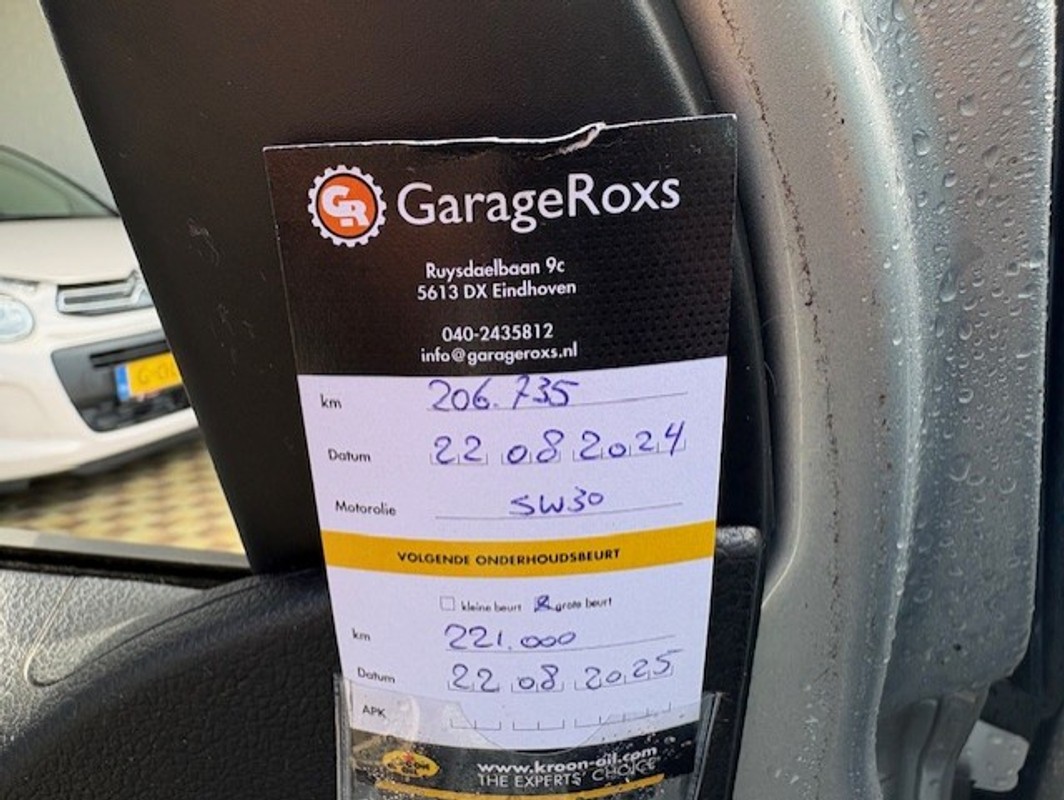 GR GarageRoxs
Ruysdaelbaan 9c
5613 DX Eindhoven
040-2435812
info@garageroxs.nl
km 206.735
Datum 22 08 2024
Motorolie 5W30
VOLGENDE ONDERHOUDSBEURT
kleine beurt grote beurt
km 221.000
Datum 22 08 2025
APK
OIL
www.kroon-oil.com
THE EXPERTS' CHOICE